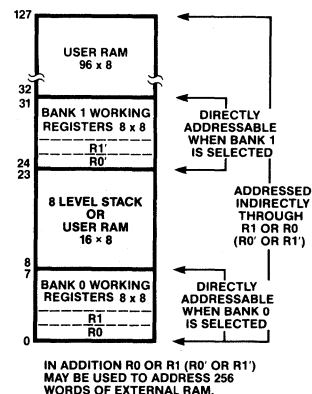 127
USER RAM
96 x 8
32
31
BANK 1 WORKING
REGISTERS 8 x 8
R1'
R0'
24
23
8 LEVEL STACK
OR
USER RAM
16 × 8
8
7
BANK 0 WORKING
REGISTERS 8 x 8
R1
R0
0
DIRECTLY
ADDRESSABLE
WHEN BANK 1
IS SELECTED
ADDRESSED
INDIRECTLY
THROUGH
R1 OR R0
(R0' OR R1')
DIRECTLY
ADDRESSABLE
WHEN BANK 0
IS SELECTED
IN ADDITION R0 OR R1 (R0' OR R1')
MAY BE USED TO ADDRESS 256
WORDS OF EXTERNAL RAM.